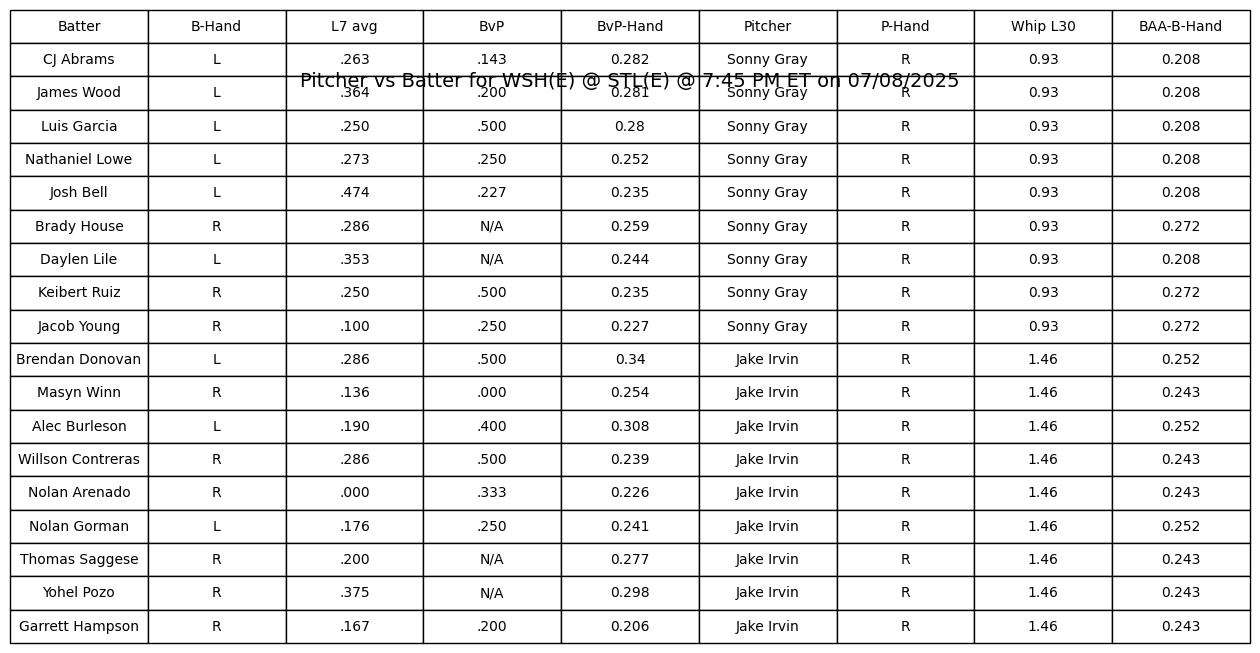 Batter B-Hand L7 avg BvP BvP-Hand Pitcher P-Hand Whip L30 BAA-B-Hand
CJ Abrams L .263 .143 0.282 Sonny Gray R 0.93 0.208
Pitcher vs Batter for WSH(E) @ STL(E) @ 7:45 PM ET on 07/08/2025
James Wood L .364 .200 0.281 Sonny Gray R 0.93 0.208
Luis Garcia L .250 .500 0.28 Sonny Gray R 0.93 0.208
Nathaniel Lowe L .273 .250 0.252 Sonny Gray R 0.93 0.208
Josh Bell L .474 .227 0.235 Sonny Gray R 0.93 0.208
Brady House R .286 N/A 0.259 Sonny Gray R 0.93 0.272
Daylen Lile L .353 N/A 0.244 Sonny Gray R 0.93 0.208
Keibert Ruiz R .250 .500 0.235 Sonny Gray R 0.93 0.272
Jacob Young R .100 .250 0.227 Sonny Gray R 0.93 0.272
Brendan Donovan L .286 .500 0.34 Jake Irvin R 1.46 0.252
Masyn Winn R .136 .000 0.254 Jake Irvin R 1.46 0.243
Alec Burleson L .190 .400 0.308 Jake Irvin R 1.46 0.252
Willson Contreras R .286 .500 0.239 Jake Irvin R 1.46 0.243
Nolan Arenado R .000 .333 0.226 Jake Irvin R 1.46 0.243
Nolan Gorman L .176 .250 0.241 Jake Irvin R 1.46 0.252
Thomas Saggese R .200 N/A 0.277 Jake Irvin R 1.46 0.243
Yohel Pozo R .375 N/A 0.298 Jake Irvin R 1.46 0.243
Garrett Hampson R .167 .200 0.206 Jake Irvin R 1.46 0.243